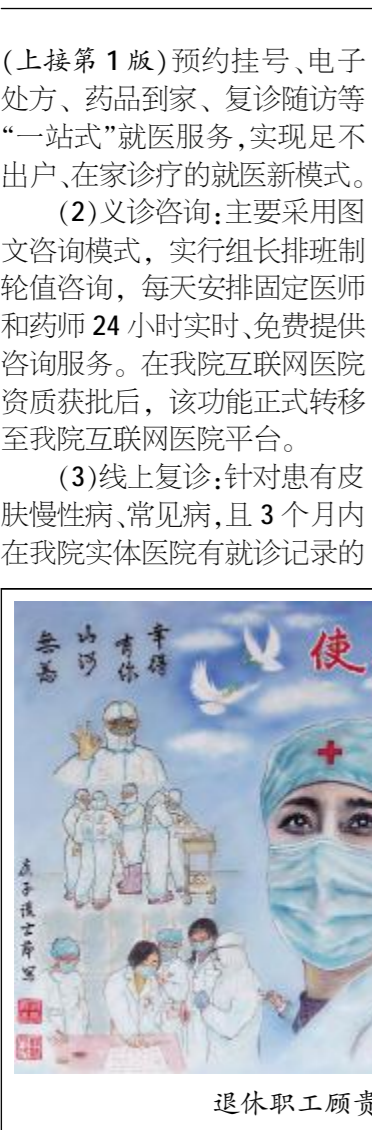 (上接第1版)预约挂号、电子
处方、药品到家、复诊随访等
“一站式”就医服务,实现足不
出户、在家诊疗的就医新模式。
(2)义诊咨询:主要采用图
文咨询模式，实行组长排班制
轮值咨询，每天安排固定医师
和药师24小时实时、免费提供
咨询服务。在我院互联网医院
资质获批后，该功能正式转移
至我院互联网医院平台。
(3)线上复诊:针对患有皮
肤慢性病、常见病,且3个月内
在我院实体医院有就诊记录的
幸得
有你
山河
無恙
使
庚子護士節
退休职工顾贵